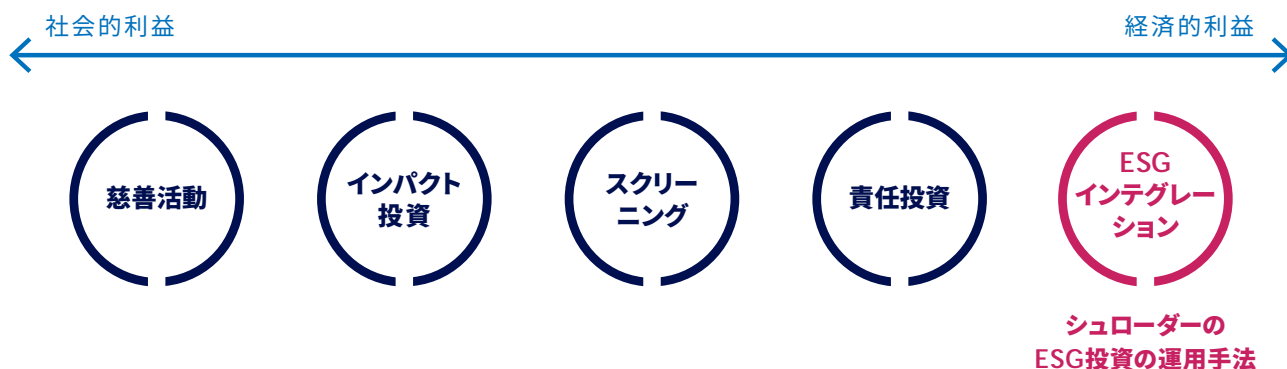 社会的利益
経済的利益
慈善活動
インパクト
投資
スクリー
ニング
責任投資
ESG
インテグレー
ション
シュローダーの
ESG投資の運用手法